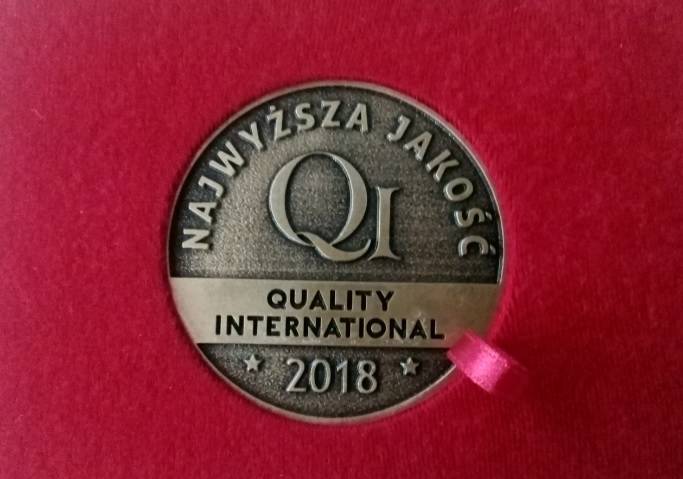 NAJWYŻSZA JAKOŚĆ
QI
QUALITY
INTERNATIONAL
2018